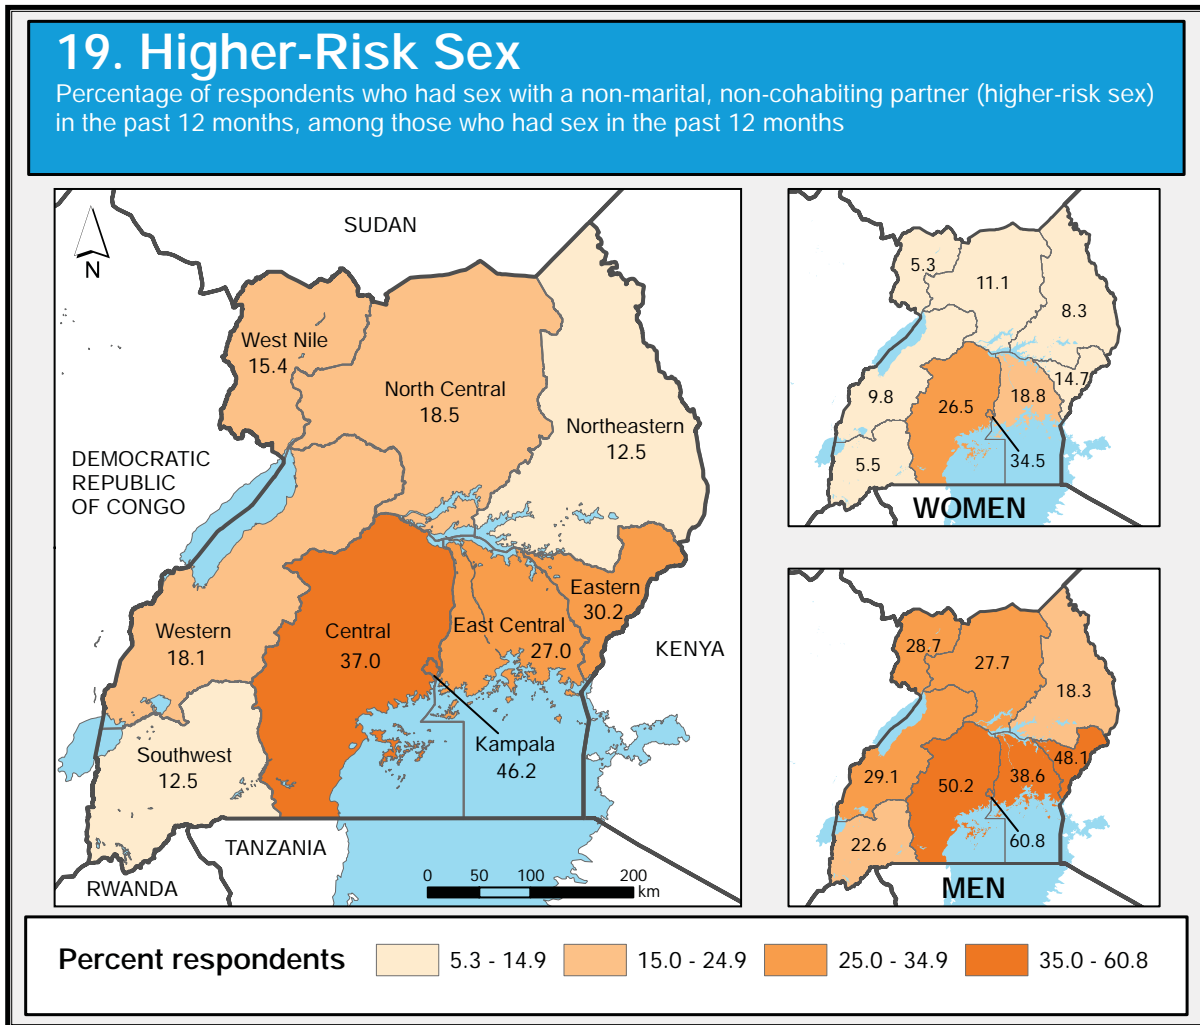 19. Higher-Risk Sex
Percentage of respondents who had sex with a non-marital, non-cohabiting partner (higher-risk sex)
in the past 12 months, among those who had sex in the past 12 months
N
SUDAN
West Nile
15.4
North Central
18.5
Northeastern
12.5
DEMOCRATIC
REPUBLIC
OF CONGO
Eastern
30.2
East Central
27.0
Western
18.1
Central
37.0
KENYA
Kampala
46.2
Southwest
12.5
TANZANIA
RWANDA
0 50 100 200
km
5.3
11.1
8.3
14.7
9.8
26.5
18.8
5.5
34.5
WOMEN
28.7
27.7
18.3
48.1
29.1
50.2
38.6
22.6
60.8
MEN
Percent respondents
5.3 - 14.9
15.0 - 24.9
25.0 - 34.9
35.0 - 60.8